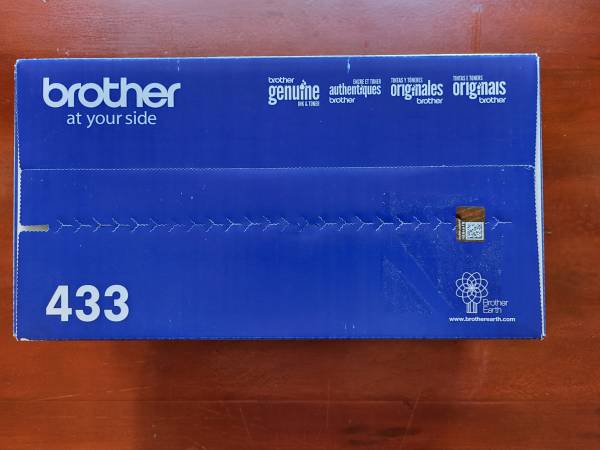 brother
at your side
brother
genuine
INK & TONER
ENCRE ET TONER
authentiques
brother
TINTAS Y TÓNERES
originales
brother
TINTAS E TONERS
originais
brother
433
Brother
Earth
www.brotherearth.com